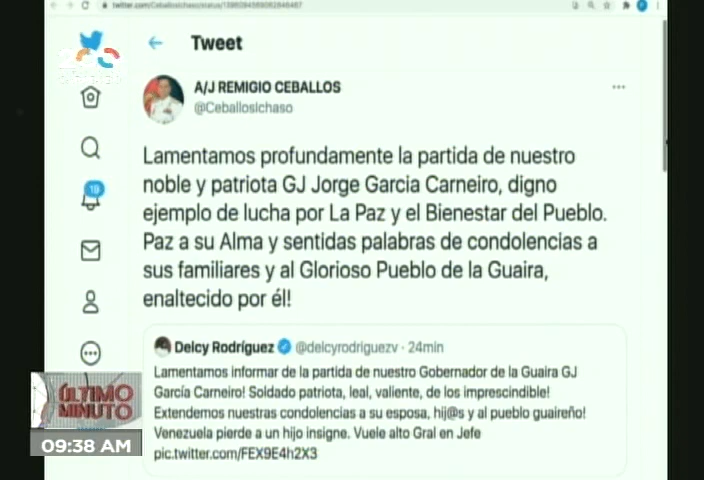 twitter.com/Ceballosichaso/status/
Tweet
A/J REMIGIO CEBALLOS
@Ceballosichaso
Lamentamos profundamente la partida de nuestro
noble y patriota GJ Jorge Garcia Carneiro, digno
ejemplo de lucha por La Paz y el Bienestar del Pueblo.
Paz a su Alma y sentidas palabras de condolencias a
sus familiares y al Glorioso Pueblo de la Guaira,
enaltecido por él!
19
Delcy Rodríguez @delcyrodriguezv · 24min
Lamentamos informar de la partida de nuestro Gobernador de la Guaira GJ
García Carneiro! Soldado patriota, leal, valiente, de los imprescindible!
Extendemos nuestras condolencias a su esposa, hij@s y al pueblo guaireño!
Venezuela pierde a un hijo insigne. Vuele alto Gral en Jefe
pic.twitter.com/FEX9E4h2X3
ÚLTIMO
MINUTO
09:38 AM